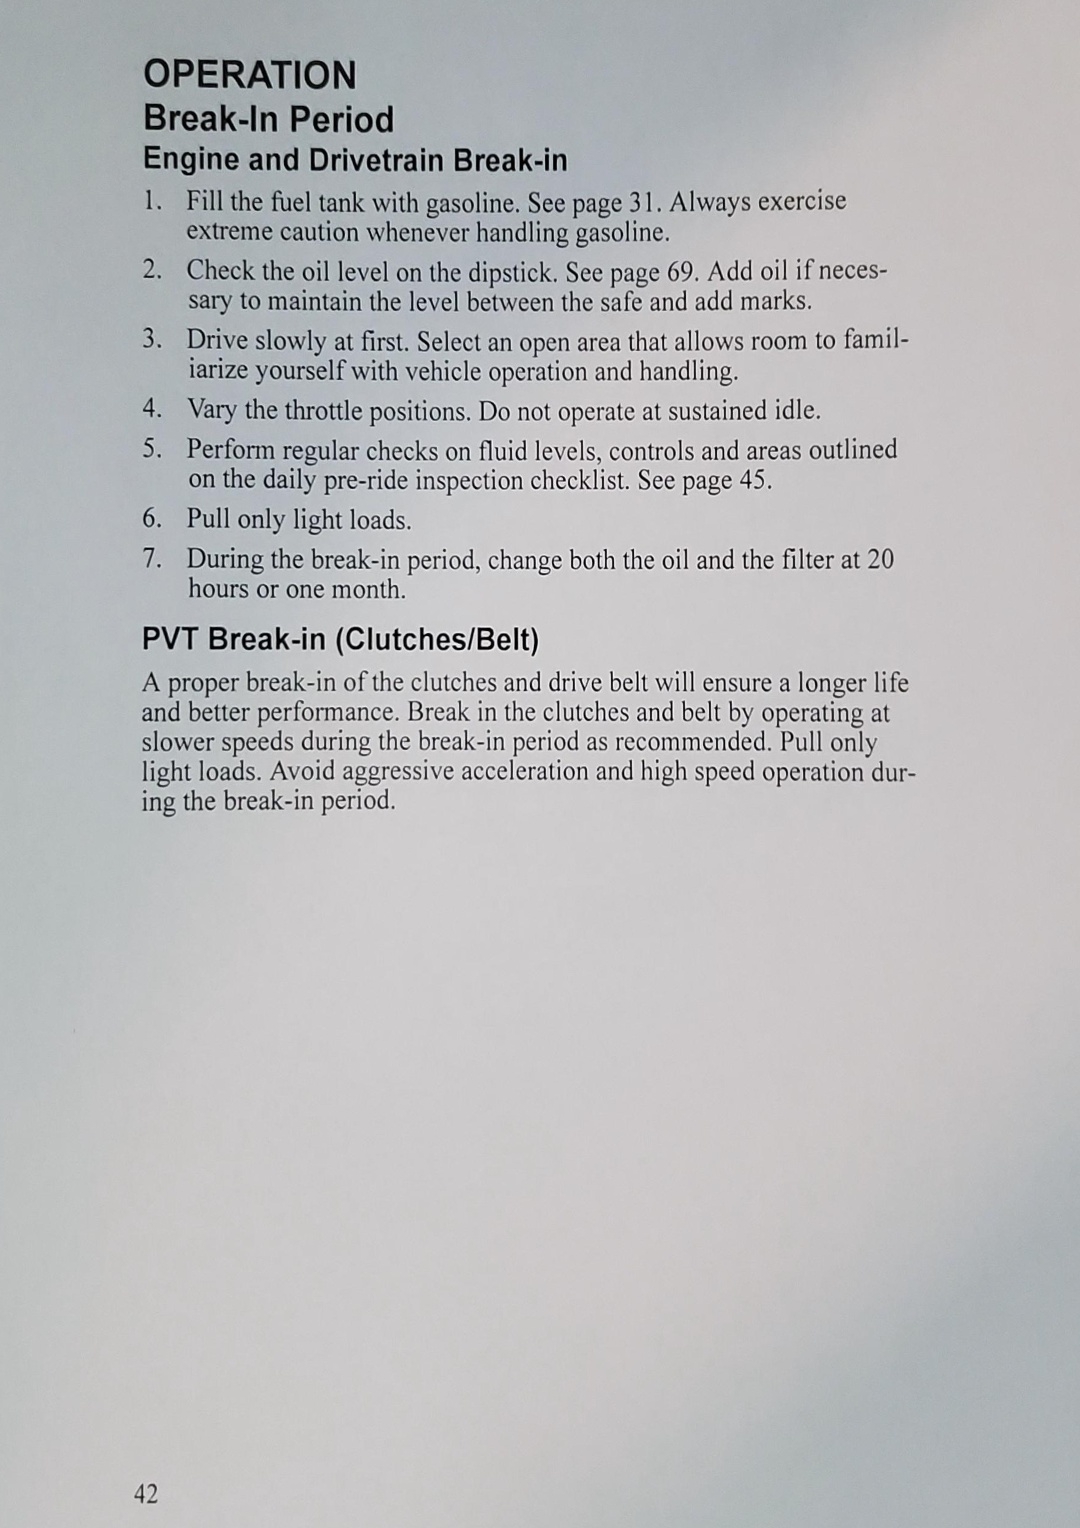 OPERATION
Break-In Period
Engine and Drivetrain Break-in
1. Fill the fuel tank with gasoline. See page 31. Always exercise
extreme caution whenever handling gasoline.
2. Check the oil level on the dipstick. See page 69. Add oil if neces-
sary to maintain the level between the safe and add marks.
3. Drive slowly at first. Select an open area that allows room to famil-
iarize yourself with vehicle operation and handling.
4. Vary the throttle positions. Do not operate at sustained idle.
5. Perform regular checks on fluid levels, controls and areas outlined
on the daily pre-ride inspection checklist. See page 45.
6. Pull only light loads.
7. During the break-in period, change both the oil and the filter at 20
hours or one month.
PVT Break-in (Clutches/Belt)
A proper break-in of the clutches and drive belt will ensure a longer life
and better performance. Break in the clutches and belt by operating at
slower speeds during the break-in period as recommended. Pull only
light loads. Avoid aggressive acceleration and high speed operation dur-
ing the break-in period.
42